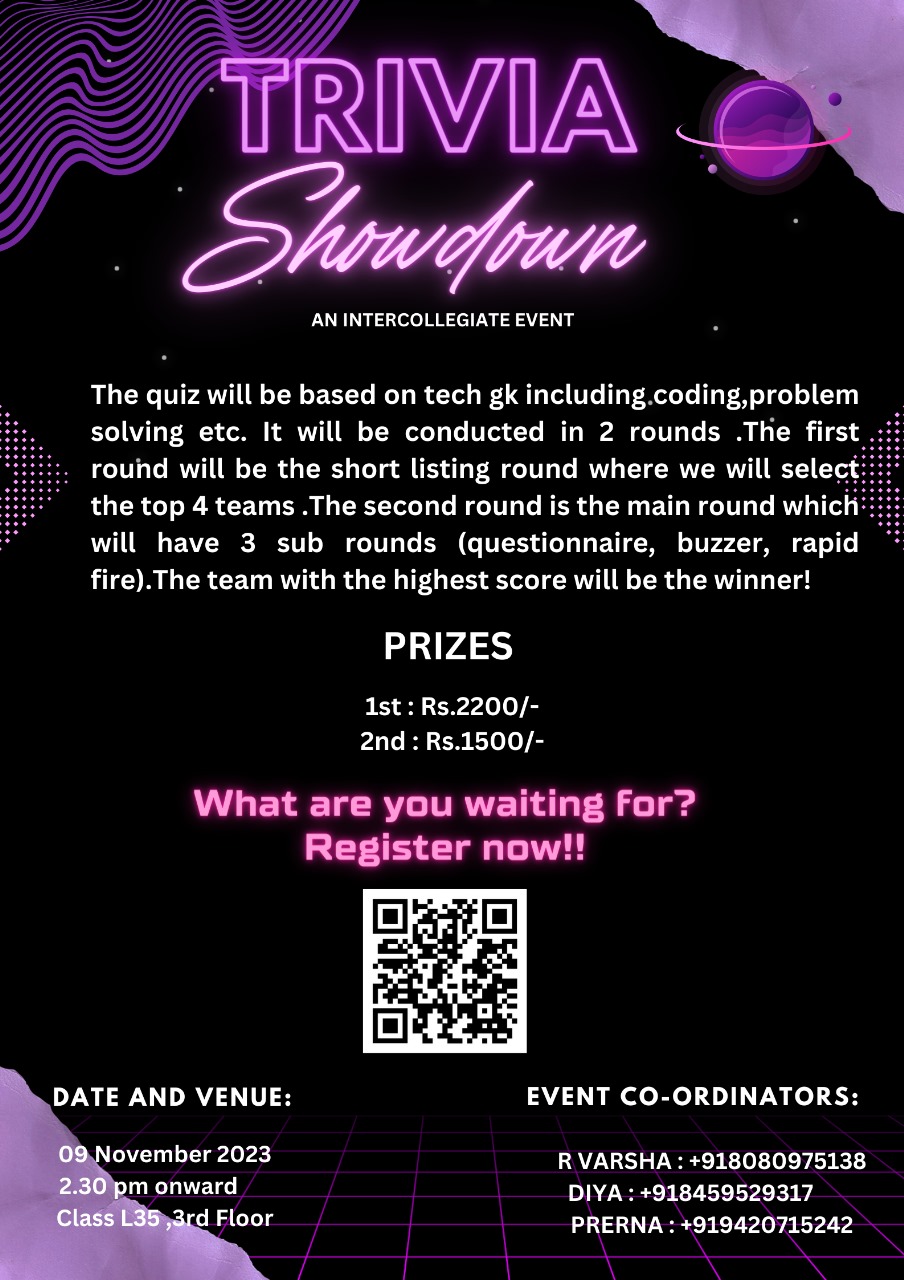 TRIVIA
Showdown
AN INTERCOLLEGIATE EVENT
The quiz will be based on tech gk including coding,problem
solving etc. It will be conducted in 2 rounds .The first
round will be the short listing round where we will select
the top 4 teams .The second round is the main round which
will have 3 sub rounds (questionnaire, buzzer, rapid
fire).The team with the highest score will be the winner!
PRIZES
1st : Rs.2200/-
2nd : Rs.1500/-
What are you waiting for?
Register now!!
DATE AND VENUE:
09 November 2023
2.30 pm onward
Class L35 ,3rd Floor
EVENT CO-ORDINATORS:
R VARSHA : +918080975138
DIYA : +918459529317
PRERNA : +919420715242